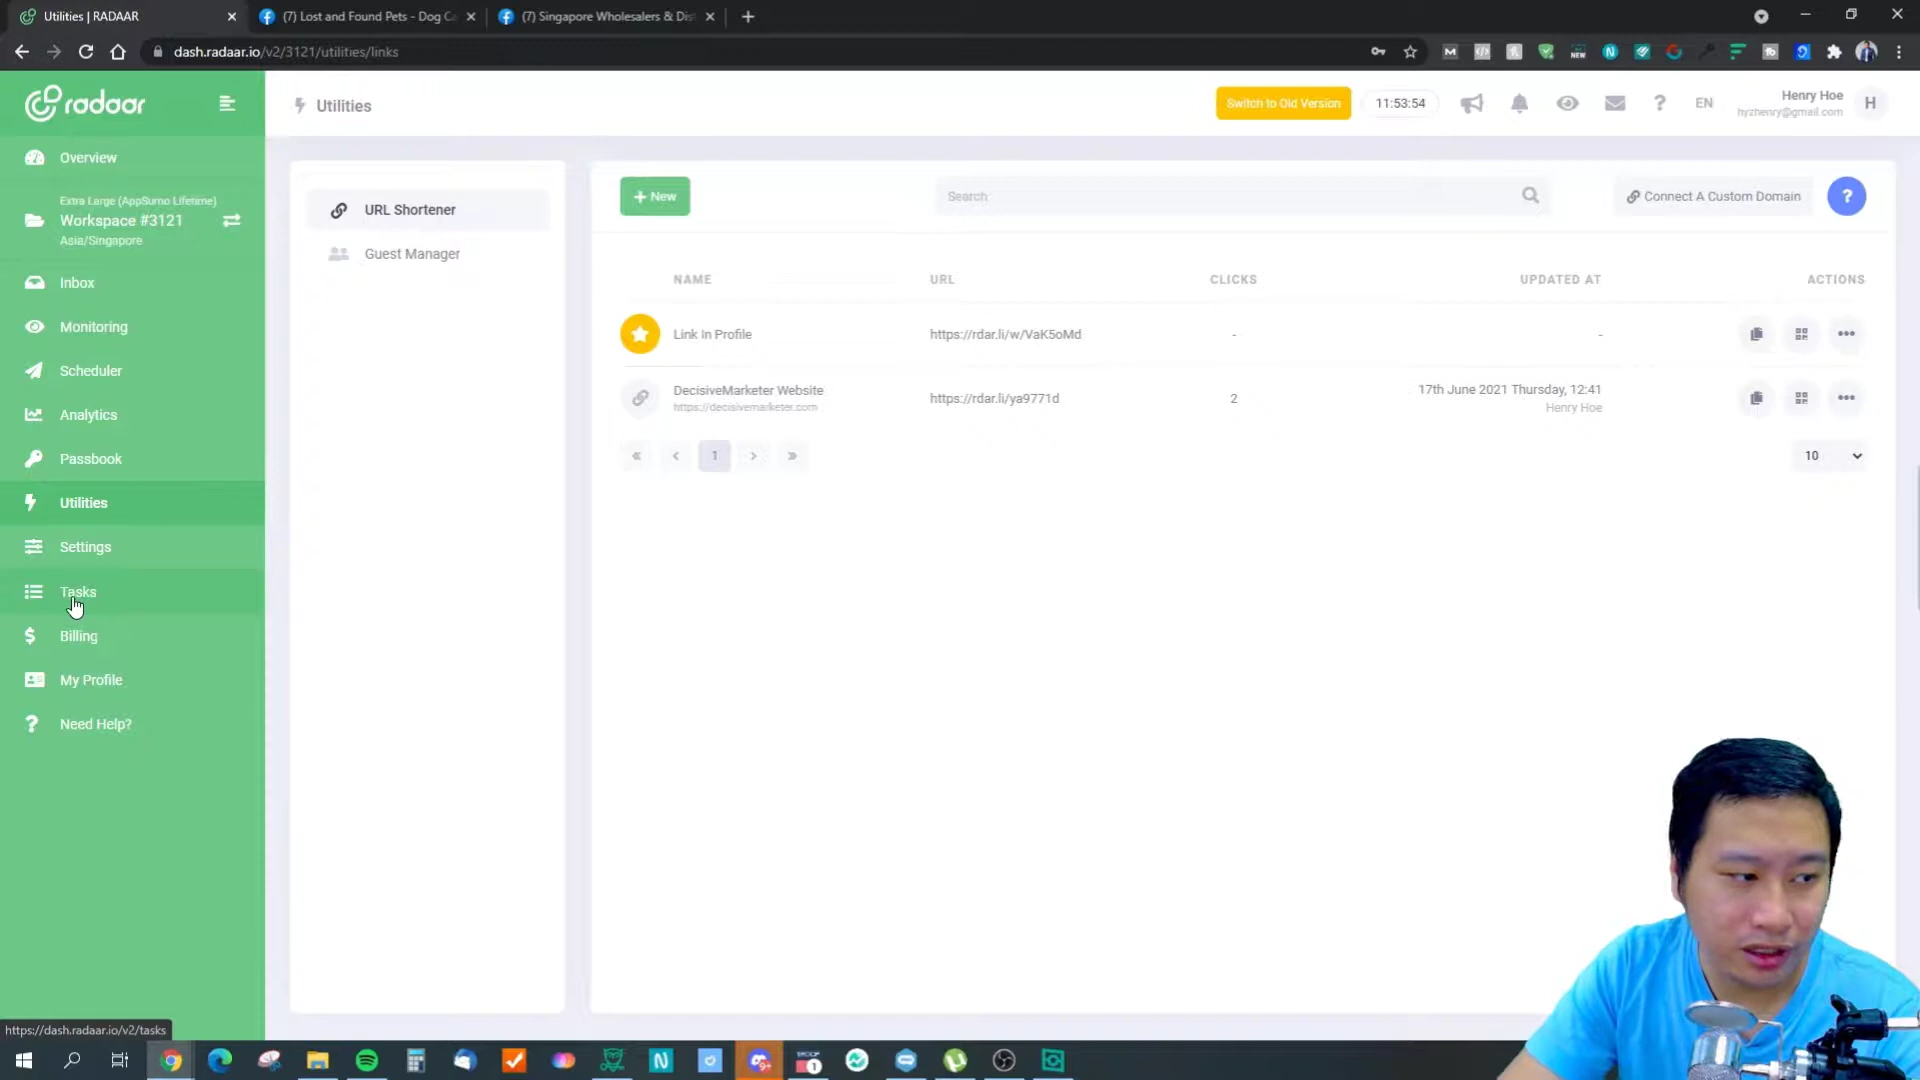 Utilities | RADAAR
(7) Lost and Found Pets - Dog Ca
(7) Singapore Wholesalers & Dis
dash.radaar.io/v2/3121/utilities/links
NEW
radaar
Utilities
Switch to Old Version
11:53:54
EN
Henry Hoe
hyzhenry@gmail.com
H
Overview
Extra Large (AppSumo Lifetime)
Workspace #3121
Asia/Singapore
Inbox
Monitoring
Scheduler
Analytics
Passbook
Utilities
Settings
Tasks
Billing
My Profile
Need Help?
URL Shortener
Guest Manager
+ New
Search
Connect A Custom Domain
?
NAME
URL
CLICKS
UPDATED AT
ACTIONS
Link In Profile
https://rdar.li/w/VaK5oMd
-
-
DecisiveMarketer Website
https://decisivemarketer.com
https://rdar.li/ya9771d
2
17th June 2021 Thursday, 12:41
Henry Hoe
« ‹ 1 › »
10
https://dash.radaar.io/v2/tasks